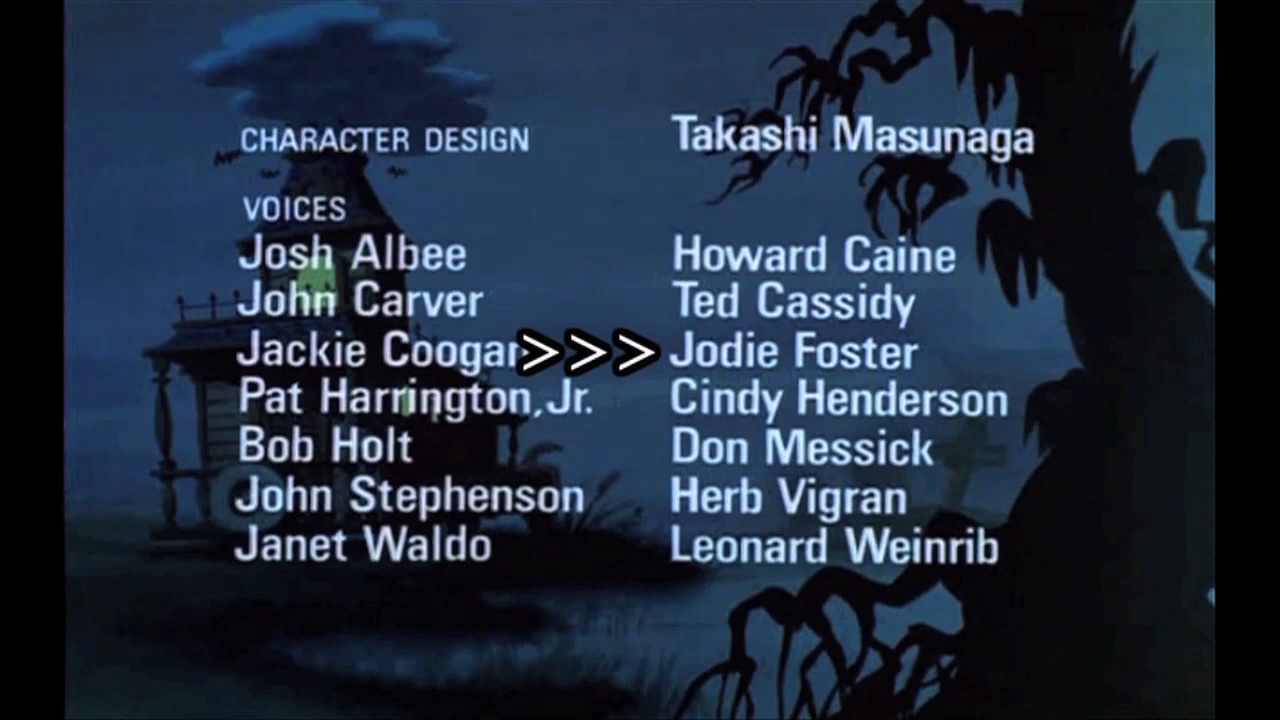 CHARACTER DESIGN Takashi Masunaga
VOICES
Josh Albee Howard Caine
John Carver Ted Cassidy
Jackie Coogan >>> Jodie Foster
Pat Harrington, Jr. Cindy Henderson
Bob Holt Don Messick
John Stephenson Herb Vigran
Janet Waldo Leonard Weinrib